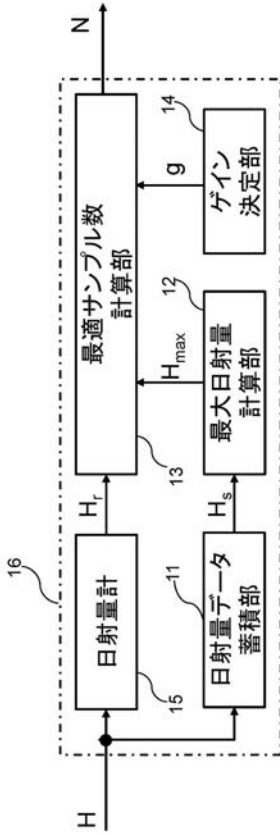 16
H
日射量計
15
H_r
最適サンプル数
計算部
13
N
日射量データ
蓄積部
11
H_s
最大日射量
計算部
12
H_max
ゲイン
決定部
14
g